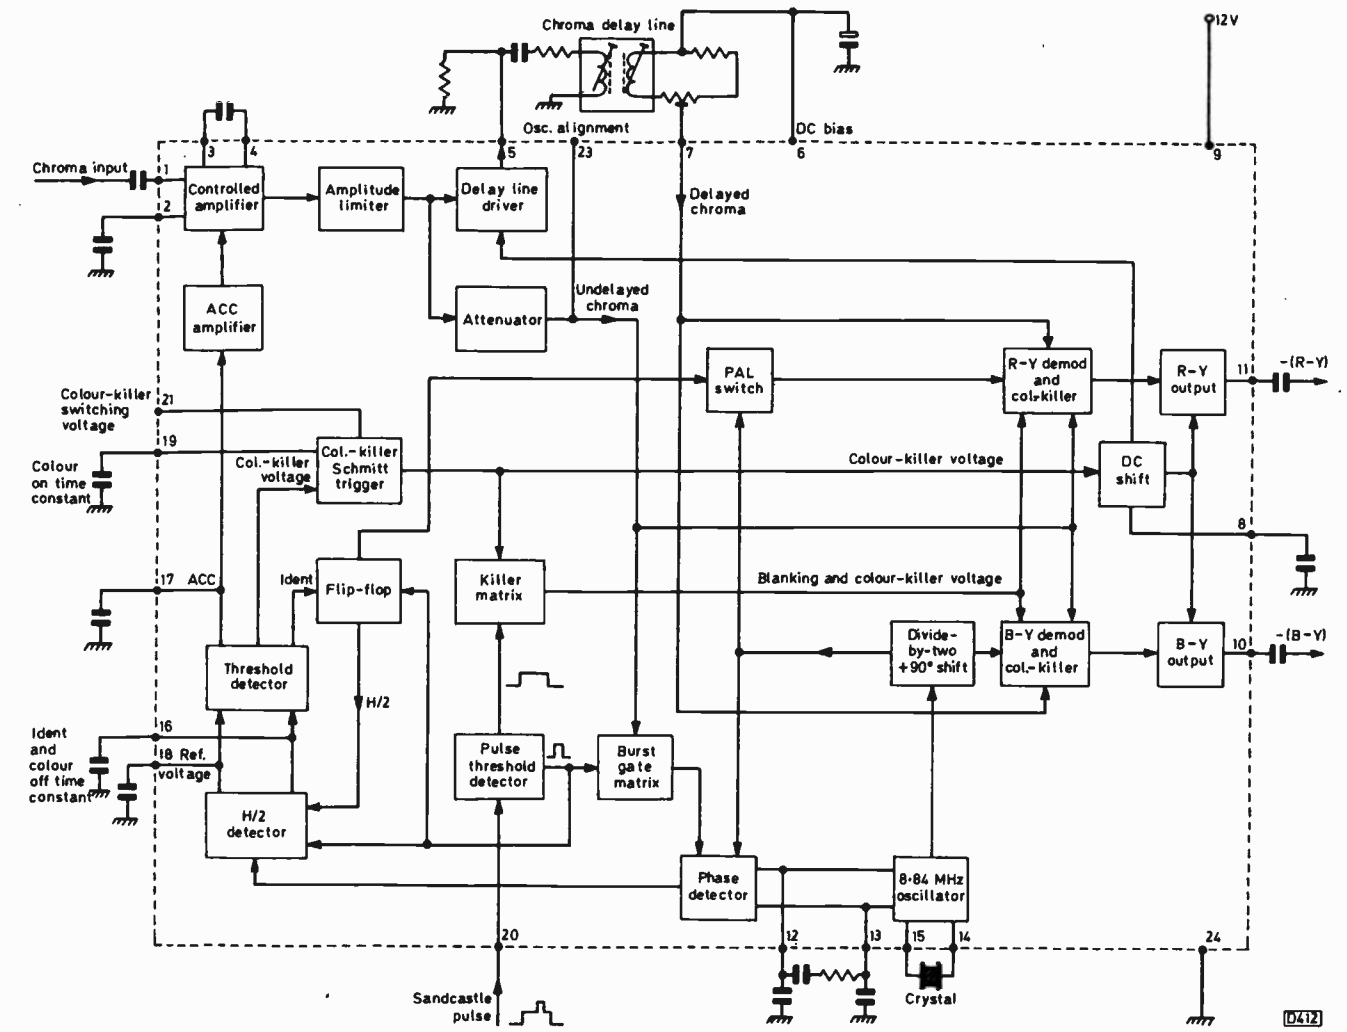 Chroma delay line
12V
Osc. alignment
DC bias
3
4
5
23
7
6
9
Chroma input
1
2
Controlled
amplifier
Amplitude
limiter
Delay line
driver
Delayed
chroma
ACC
amplifier
Attenuator
Undelayed
chroma
PAL
switch
R-Y demod
and
col.-killer
R-Y
output
11
-(R-Y)
Colour-killer
switching
voltage
21
19
Colour
on time
constant
Col.-killer
voltage
Col.-killer
Schmitt
trigger
Colour-killer voltage
DC
shift
8
17 ACC
Ident
Flip-flop
Killer
matrix
Blanking and colour-killer voltage
Divide-
by-two
+90° shift
B-Y demod
and
col.-killer
B-Y
output
10
-(B-Y)
Threshold
detector
H/2
16
Ident
and
colour
off time
constant
18 Ref.
voltage
Pulse
threshold
detector
Burst
gate
matrix
H/2
detector
Phase
detector
8·84 MHz
oscillator
20
12
13
15
14
24
Sandcastle
pulse
Crystal
D412